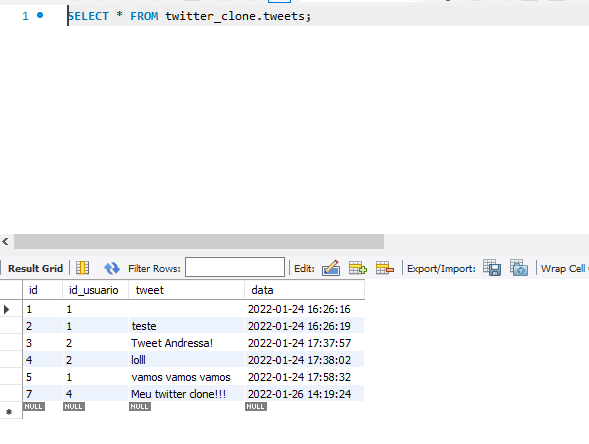 1 SELECT * FROM twitter_clone.tweets;
Result Grid Filter Rows: Edit: Export/Import: Wrap Cell
id id_usuario tweet data
1 1 2022-01-24 16:26:16
2 1 teste 2022-01-24 16:26:19
3 2 Tweet Andressa! 2022-01-24 17:37:57
4 2 lolll 2022-01-24 17:38:02
5 1 vamos vamos vamos 2022-01-24 17:58:32
7 4 Meu twitter clone!!! 2022-01-26 14:19:24
NULL NULL NULL NULL